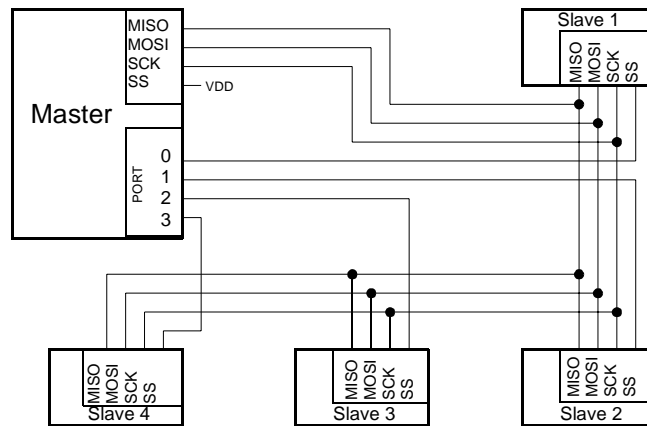 MISO
MOSI
SCK
SS
VDD
Master
PORT
0
1
2
3
Slave 1
MISO
MOSI
SCK
SS
MISO
MOSI
SCK
SS
Slave 4
MISO
MOSI
SCK
SS
Slave 3
MISO
MOSI
SCK
SS
Slave 2